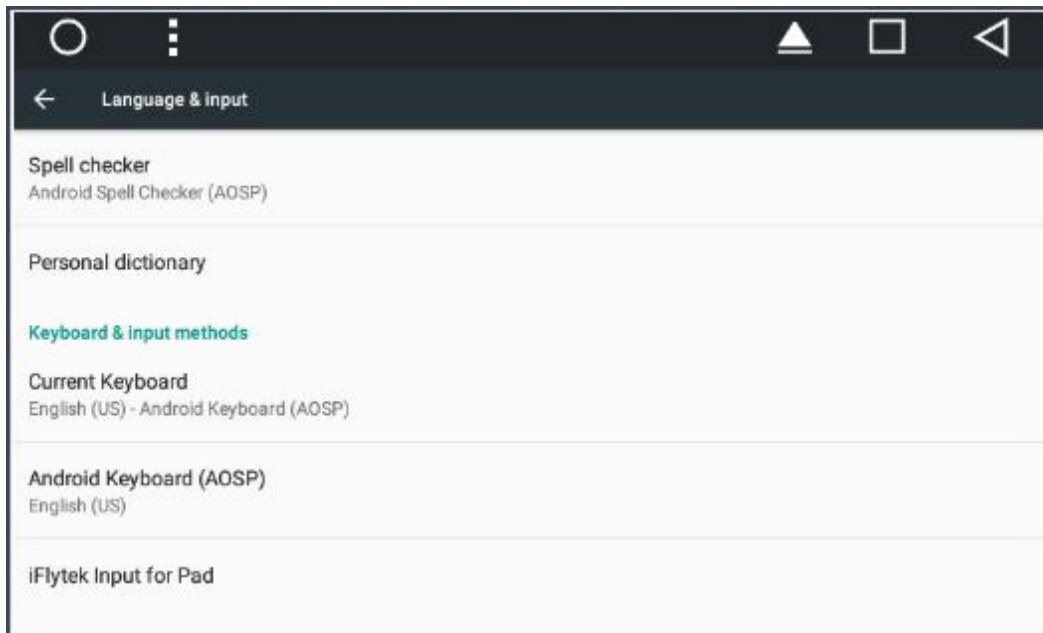 Language & input
Spell checker
Android Spell Checker (AOSP)
Personal dictionary
Keyboard & input methods
Current Keyboard
English (US) - Android Keyboard (AOSP)
Android Keyboard (AOSP)
English (US)
iFlytek Input for Pad